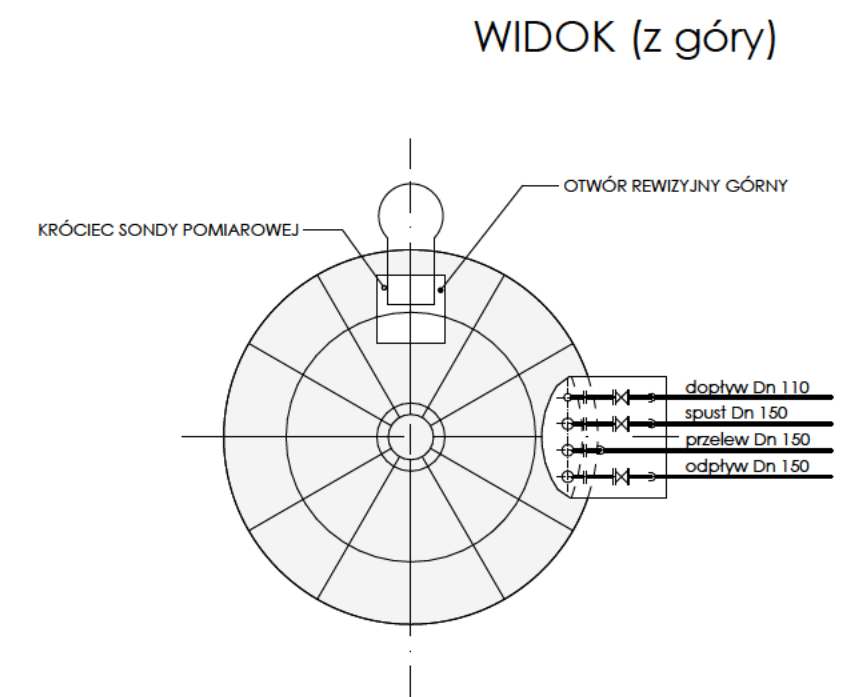 WIDOK (z góry)
OTWÓR REWIZYJNY GÓRNY
KRÓCIEC SONDY POMIAROWEJ
dopływ Dn 110
spust Dn 150
przelew Dn 150
odpływ Dn 150